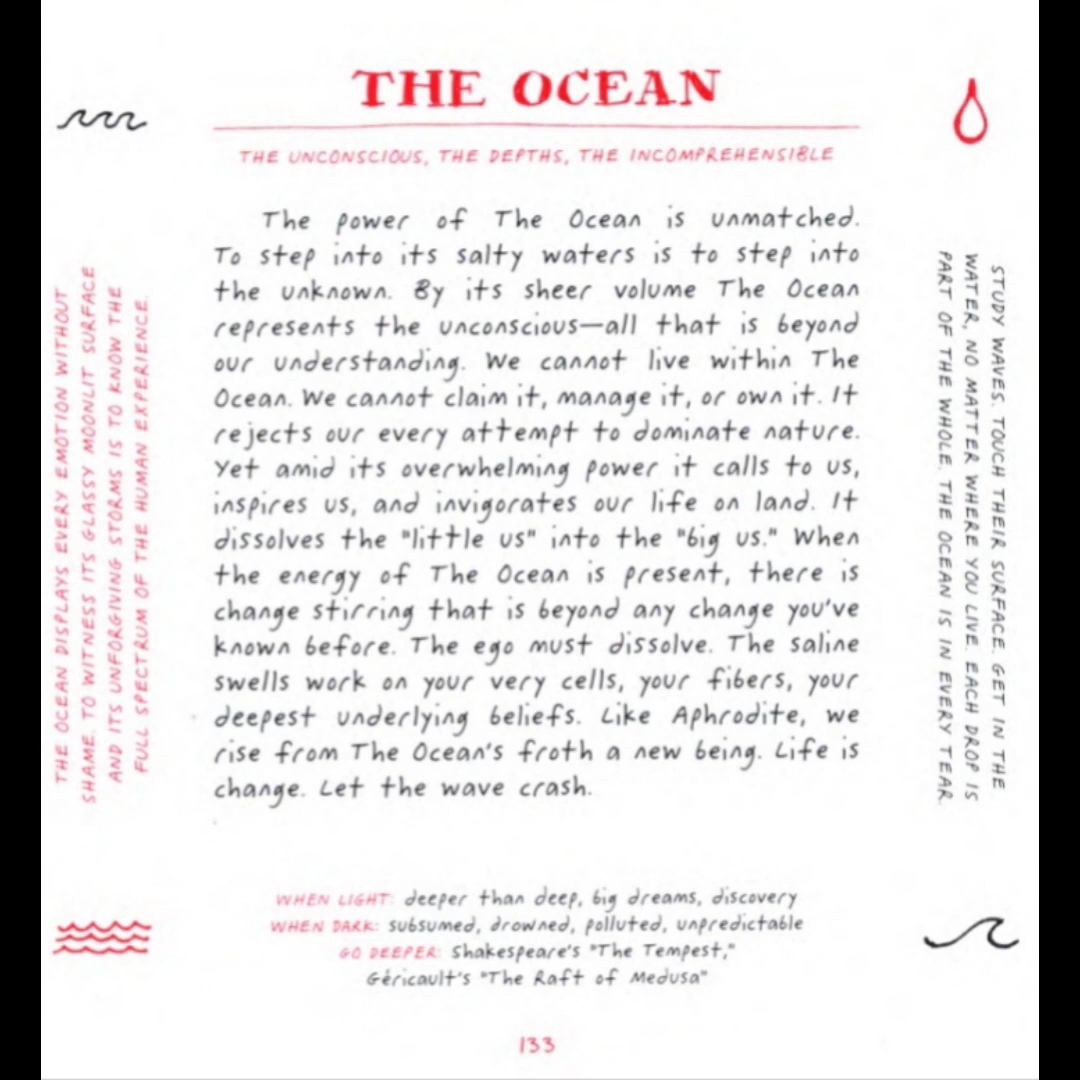 THE OCEAN
THE UNCONSCIOUS, THE DEPTHS, THE INCOMPREHENSIBLE
The power of The Ocean is unmatched.
To step into its salty waters is to step into
the unknown. By its sheer volume The Ocean
represents the unconscious—all that is beyond
our understanding. We cannot live within The
Ocean. We cannot claim it, manage it, or own it. It
rejects our every attempt to dominate nature.
Yet amid its overwhelming power it calls to us,
inspires us, and invigorates our life on land. It
dissolves the "little us" into the "big us." When
the energy of The Ocean is present, there is
change stirring that is beyond any change you've
known before. The ego must dissolve. The saline
swells work on your very cells, your fibers, your
deepest underlying beliefs. Like Aphrodite, we
rise from The Ocean's froth a new being. Life is
change. Let the wave crash.
THE OCEAN DISPLAYS EVERY EMOTION WITHOUT
SHAME. TO WITNESS ITS GLASSY MOONLIT SURFACE
AND ITS UNFORGIVING STORMS IS TO KNOW THE
FULL SPECTRUM OF THE HUMAN EXPERIENCE.
STUDY WAVES. TOUCH THEIR SURFACE. GET IN THE
WATER, NO MATTER WHERE YOU LIVE. EACH DROP IS
PART OF THE WHOLE. THE OCEAN IS IN EVERY TEAR.
WHEN LIGHT: deeper than deep, big dreams, discovery
WHEN DARK: subsumed, drowned, polluted, unpredictable
GO DEEPER: Shakespeare's "The Tempest,"
Géricault's "The Raft of Medusa"
133